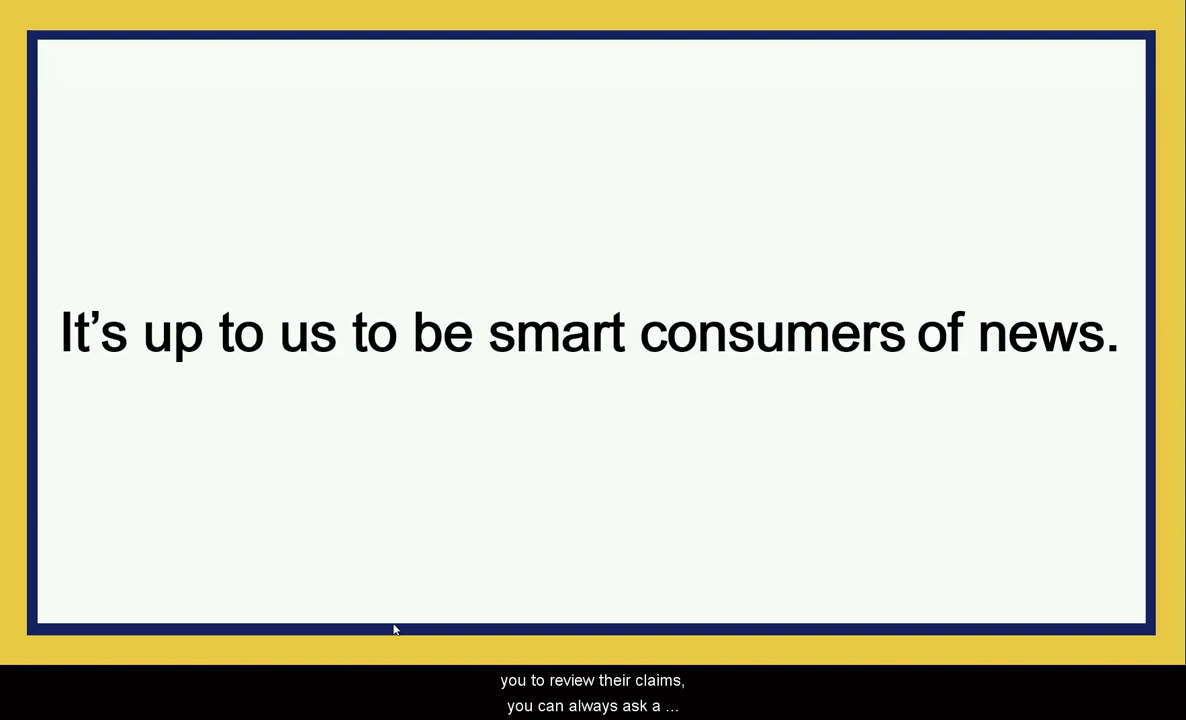 It’s up to us to be smart consumers of news.
you to review their claims,
you can always ask a ...